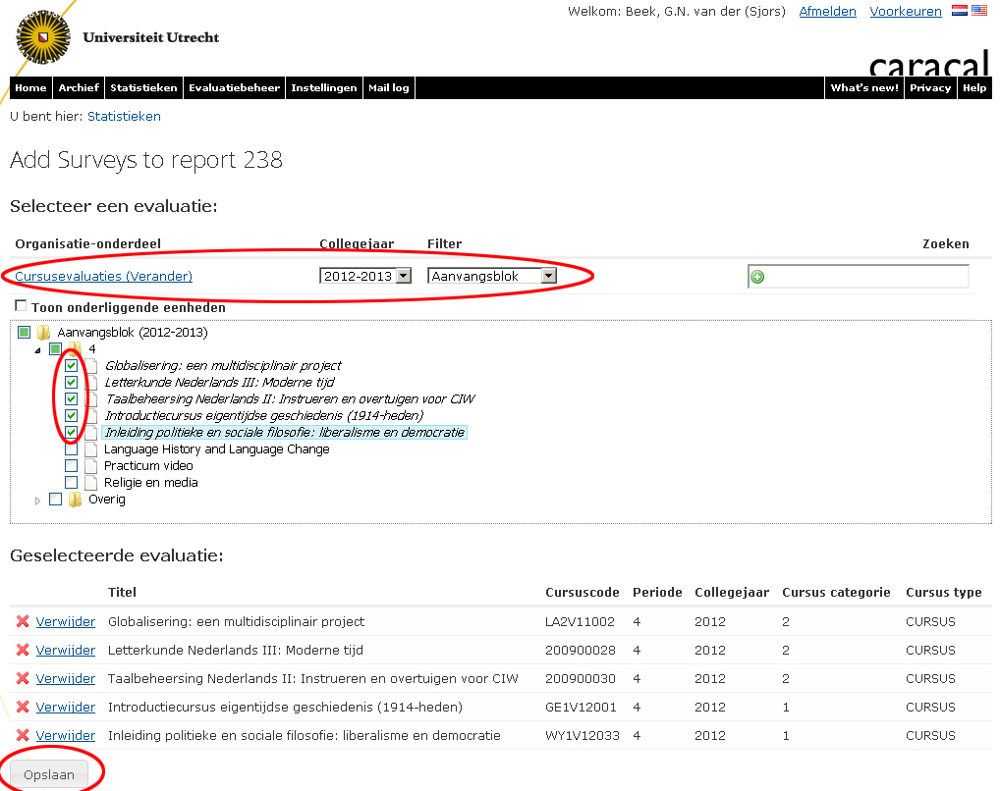 Welkom: Beek, G.N. van der (Sjors) Afmelden Voorkeuren
Universiteit Utrecht
caracal
Home Archief Statistieken Evaluatiebeheer Instellingen Mail log What's new! Privacy Help
U bent hier: Statistieken
Add Surveys to report 238
Selecteer een evaluatie:
Organisatie-onderdeel Collegejaar Filter Zoeken
Cursusevaluaties (Verander) 2012-2013 Aanvangsblok
Toon onderliggende eenheden
Aanvangsblok (2012-2013)
4
Globalisering: een multidisciplinair project
Letterkunde Nederlands III: Moderne tijd
Taalbeheersing Nederlands II: Instrueren en overtuigen voor CIW
Introductiecursus eigentijdse geschiedenis (1914-heden)
Inleiding politieke en sociale filosofie: liberalisme en democratie
Language History and Language Change
Practicum video
Religie en media
Overig
Geselecteerde evaluatie:
Titel Cursuscode Periode Collegejaar Cursus categorie Cursus type
Verwijder Globalisering: een multidisciplinair project LA2V11002 4 2012 2 CURSUS
Verwijder Letterkunde Nederlands III: Moderne tijd 200900028 4 2012 2 CURSUS
Verwijder Taalbeheersing Nederlands II: Instrueren en overtuigen voor CIW 200900030 4 2012 2 CURSUS
Verwijder Introductiecursus eigentijdse geschiedenis (1914-heden) GE1V12001 4 2012 1 CURSUS
Verwijder Inleiding politieke en sociale filosofie: liberalisme en democratie WY1V12033 4 2012 1 CURSUS
Opslaan